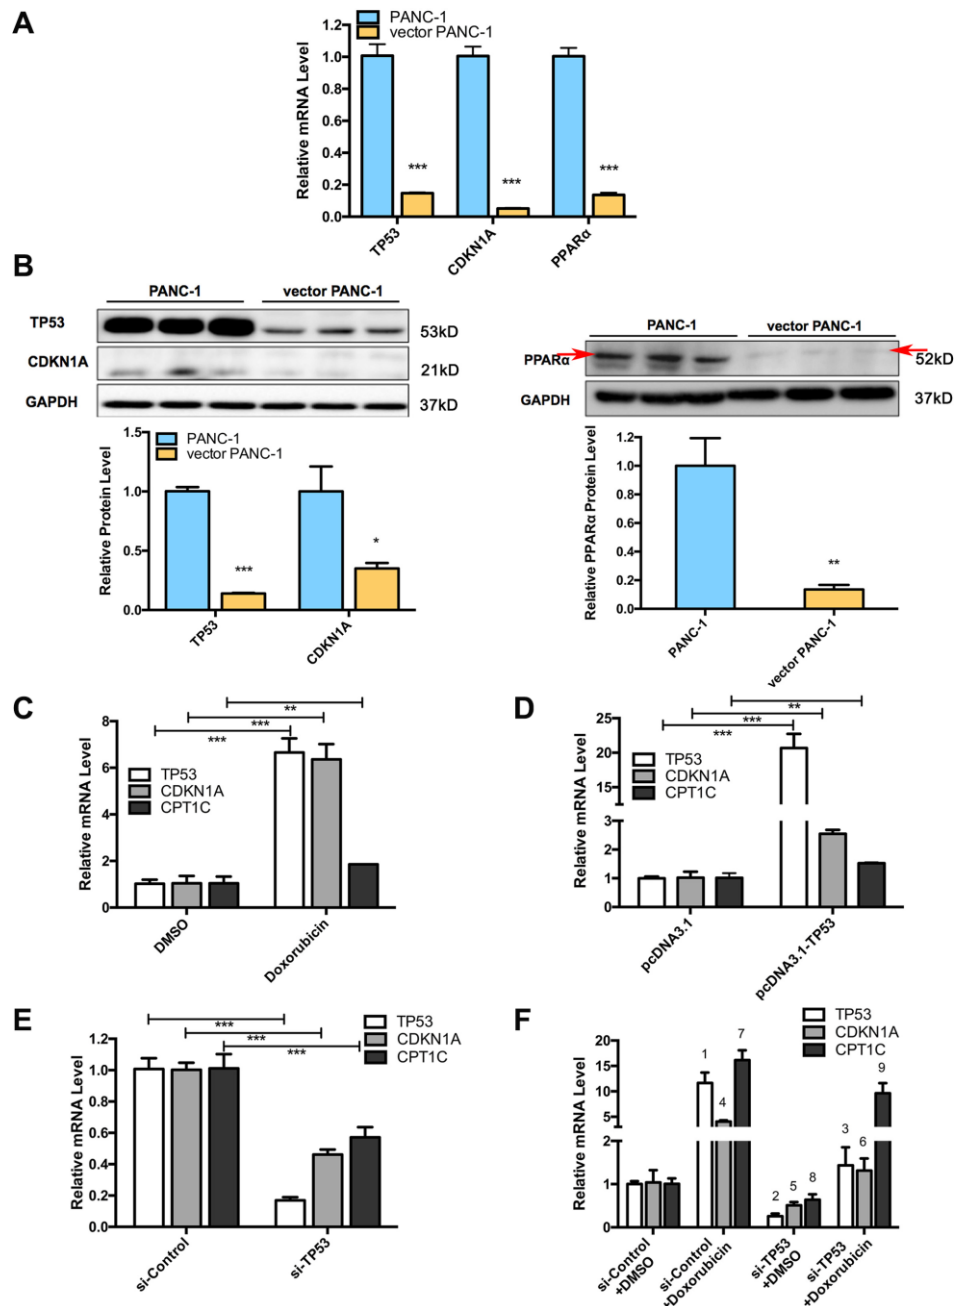 A
PANC-1
vector PANC-1
Relative mRNA Level
1.2
1.0
0.8
0.6
0.4
0.2
0.0
***
***
***
TP53
CDKN1A
PPARα
B
PANC-1
vector PANC-1
TP53
53kD
CDKN1A
21kD
GAPDH
37kD
PANC-1
vector PANC-1
PPARα
52kD
GAPDH
37kD
PANC-1
vector PANC-1
Relative Protein Level
1.5
1.0
0.5
0.0
***
*
TP53
CDKN1A
Relative PPARα Protein Level
1.2
1.0
0.8
0.6
0.4
0.2
0.0
**
PANC-1
vector PANC-1
C
**
***
***
Relative mRNA Level
8
6
4
2
0
TP53
CDKN1A
CPT1C
DMSO
Doxorubicin
D
**
***
***
Relative mRNA Level
25
20
15
10
3
2
1
0
TP53
CDKN1A
CPT1C
pcDNA3.1
pcDNA3.1-TP53
E
***
***
***
Relative mRNA Level
1.2
1.0
0.8
0.6
0.4
0.2
0.0
TP53
CDKN1A
CPT1C
si-Control
si-TP53
F
TP53
CDKN1A
CPT1C
Relative mRNA Level
20
15
10
5
2
1
0
1
4
7
2
5
8
3
6
9
si-Control
+DMSO
si-Control
+Doxorubicin
si-TP53
+DMSO
si-TP53
+Doxorubicin